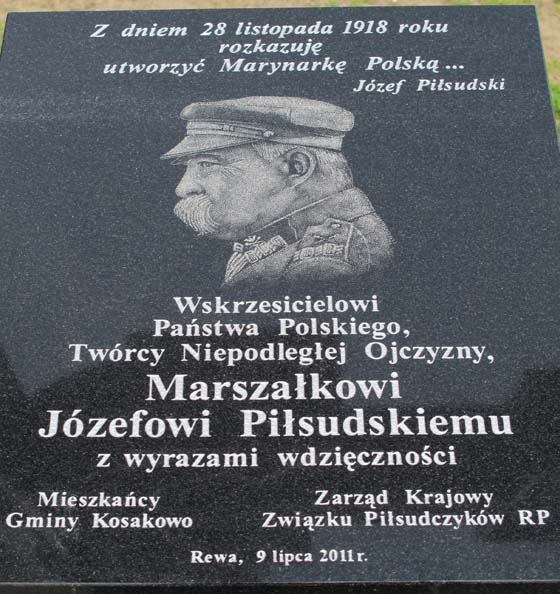 Z dniem 28 listopada 1918 roku
rozkazuję
utworzyć Marynarkę Polską...
Józef Piłsudski
Wskrzesicielowi
Państwa Polskiego,
Twórcy Niepodległej Ojczyzny,
Marszałkowi
Józefowi Piłsudskiemu
z wyrazami wdzięczności
Mieszkańcy
Gminy Kosakowo
Zarząd Krajowy
Związku Piłsudczyków RP
Rewa, 9 lipca 2011r.